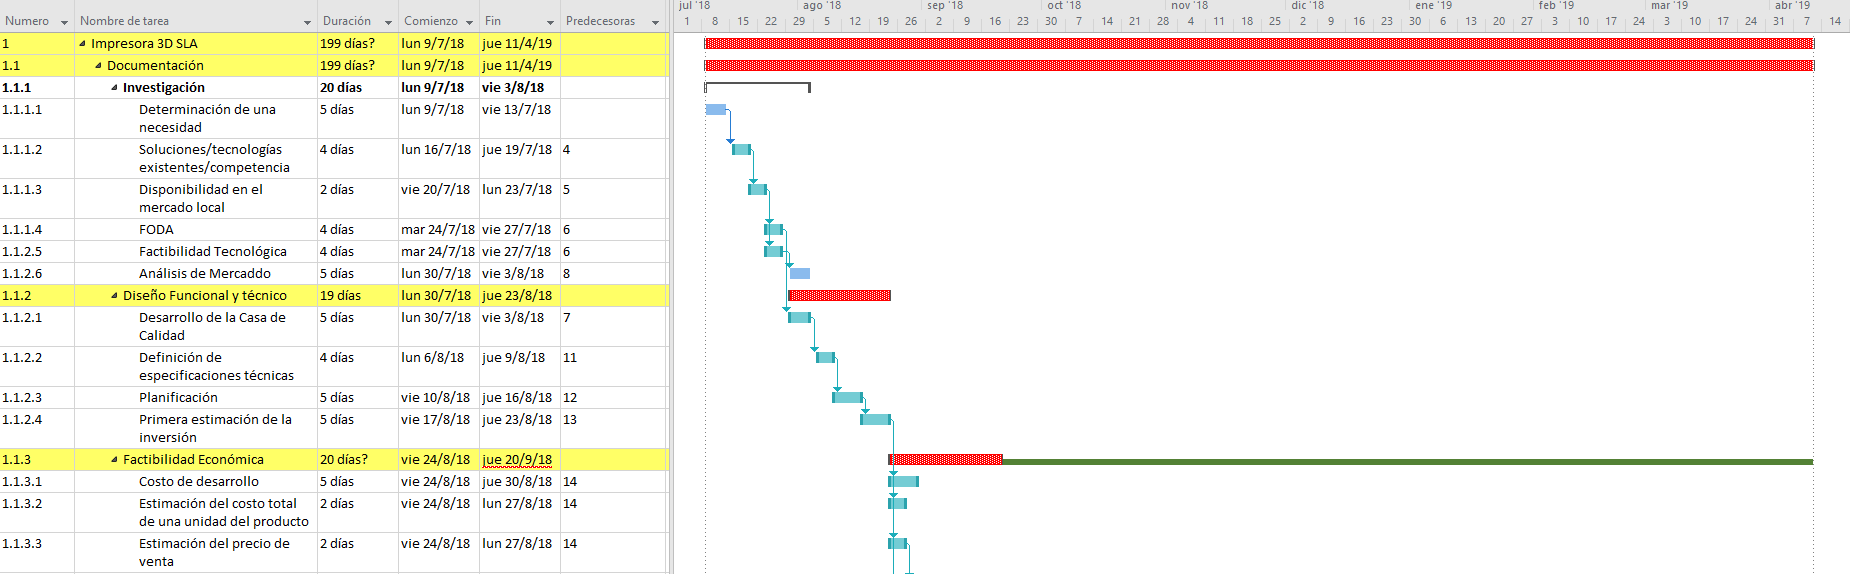 jul '18 ago '18 sep '18 oct '18 nov '18 dic '18 ene '19 feb '19 mar '19 abr '19
Numero Nombre de tarea Duración Comienzo Fin Predecesoras 1 8 15 22 29 5 12 19 26 2 9 16 23 30 7 14 21 28 4 11 18 25 2 9 16 23 30 6 13 20 27 3 10 17 24 3 10 17 24 31 7 14
1 Impresora 3D SLA 199 días? lun 9/7/18 jue 11/4/19
1.1 Documentación 199 días? lun 9/7/18 jue 11/4/19
1.1.1 Investigación 20 días lun 9/7/18 vie 3/8/18
1.1.1.1 Determinación de una 5 días lun 9/7/18 vie 13/7/18
necesidad
1.1.1.2 Soluciones/tecnologías 4 días lun 16/7/18 jue 19/7/18 4
existentes/competencia
1.1.1.3 Disponibilidad en el 2 días vie 20/7/18 lun 23/7/18 5
mercado local
1.1.1.4 FODA 4 días mar 24/7/18 vie 27/7/18 6
1.1.2.5 Factibilidad Tecnológica 4 días mar 24/7/18 vie 27/7/18 6
1.1.2.6 Análisis de Mercaddo 5 días lun 30/7/18 vie 3/8/18 8
1.1.2 Diseño Funcional y técnico 19 días lun 30/7/18 jue 23/8/18
1.1.2.1 Desarrollo de la Casa de 5 días lun 30/7/18 vie 3/8/18 7
Calidad
1.1.2.2 Definición de 4 días lun 6/8/18 jue 9/8/18 11
especificaciones técnicas
1.1.2.3 Planificación 5 días vie 10/8/18 jue 16/8/18 12
1.1.2.4 Primera estimación de la 5 días vie 17/8/18 jue 23/8/18 13
inversión
1.1.3 Factibilidad Económica 20 días? vie 24/8/18 jue 20/9/18
1.1.3.1 Costo de desarrollo 5 días vie 24/8/18 jue 30/8/18 14
1.1.3.2 Estimación del costo total 2 días vie 24/8/18 lun 27/8/18 14
de una unidad del producto
1.1.3.3 Estimación del precio de 2 días vie 24/8/18 lun 27/8/18 14
venta